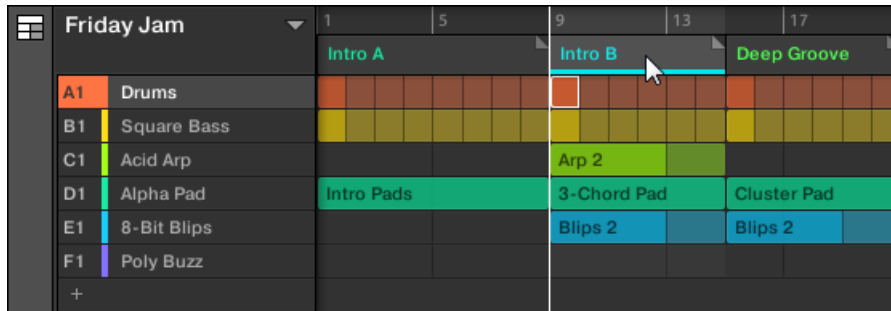 Friday Jam
1 5 9 13 17
Intro A Intro B Deep Groove
A1 Drums
B1 Square Bass
C1 Acid Arp Arp 2
D1 Alpha Pad Intro Pads 3-Chord Pad Cluster Pad
E1 8-Bit Blips Blips 2 Blips 2
F1 Poly Buzz
+